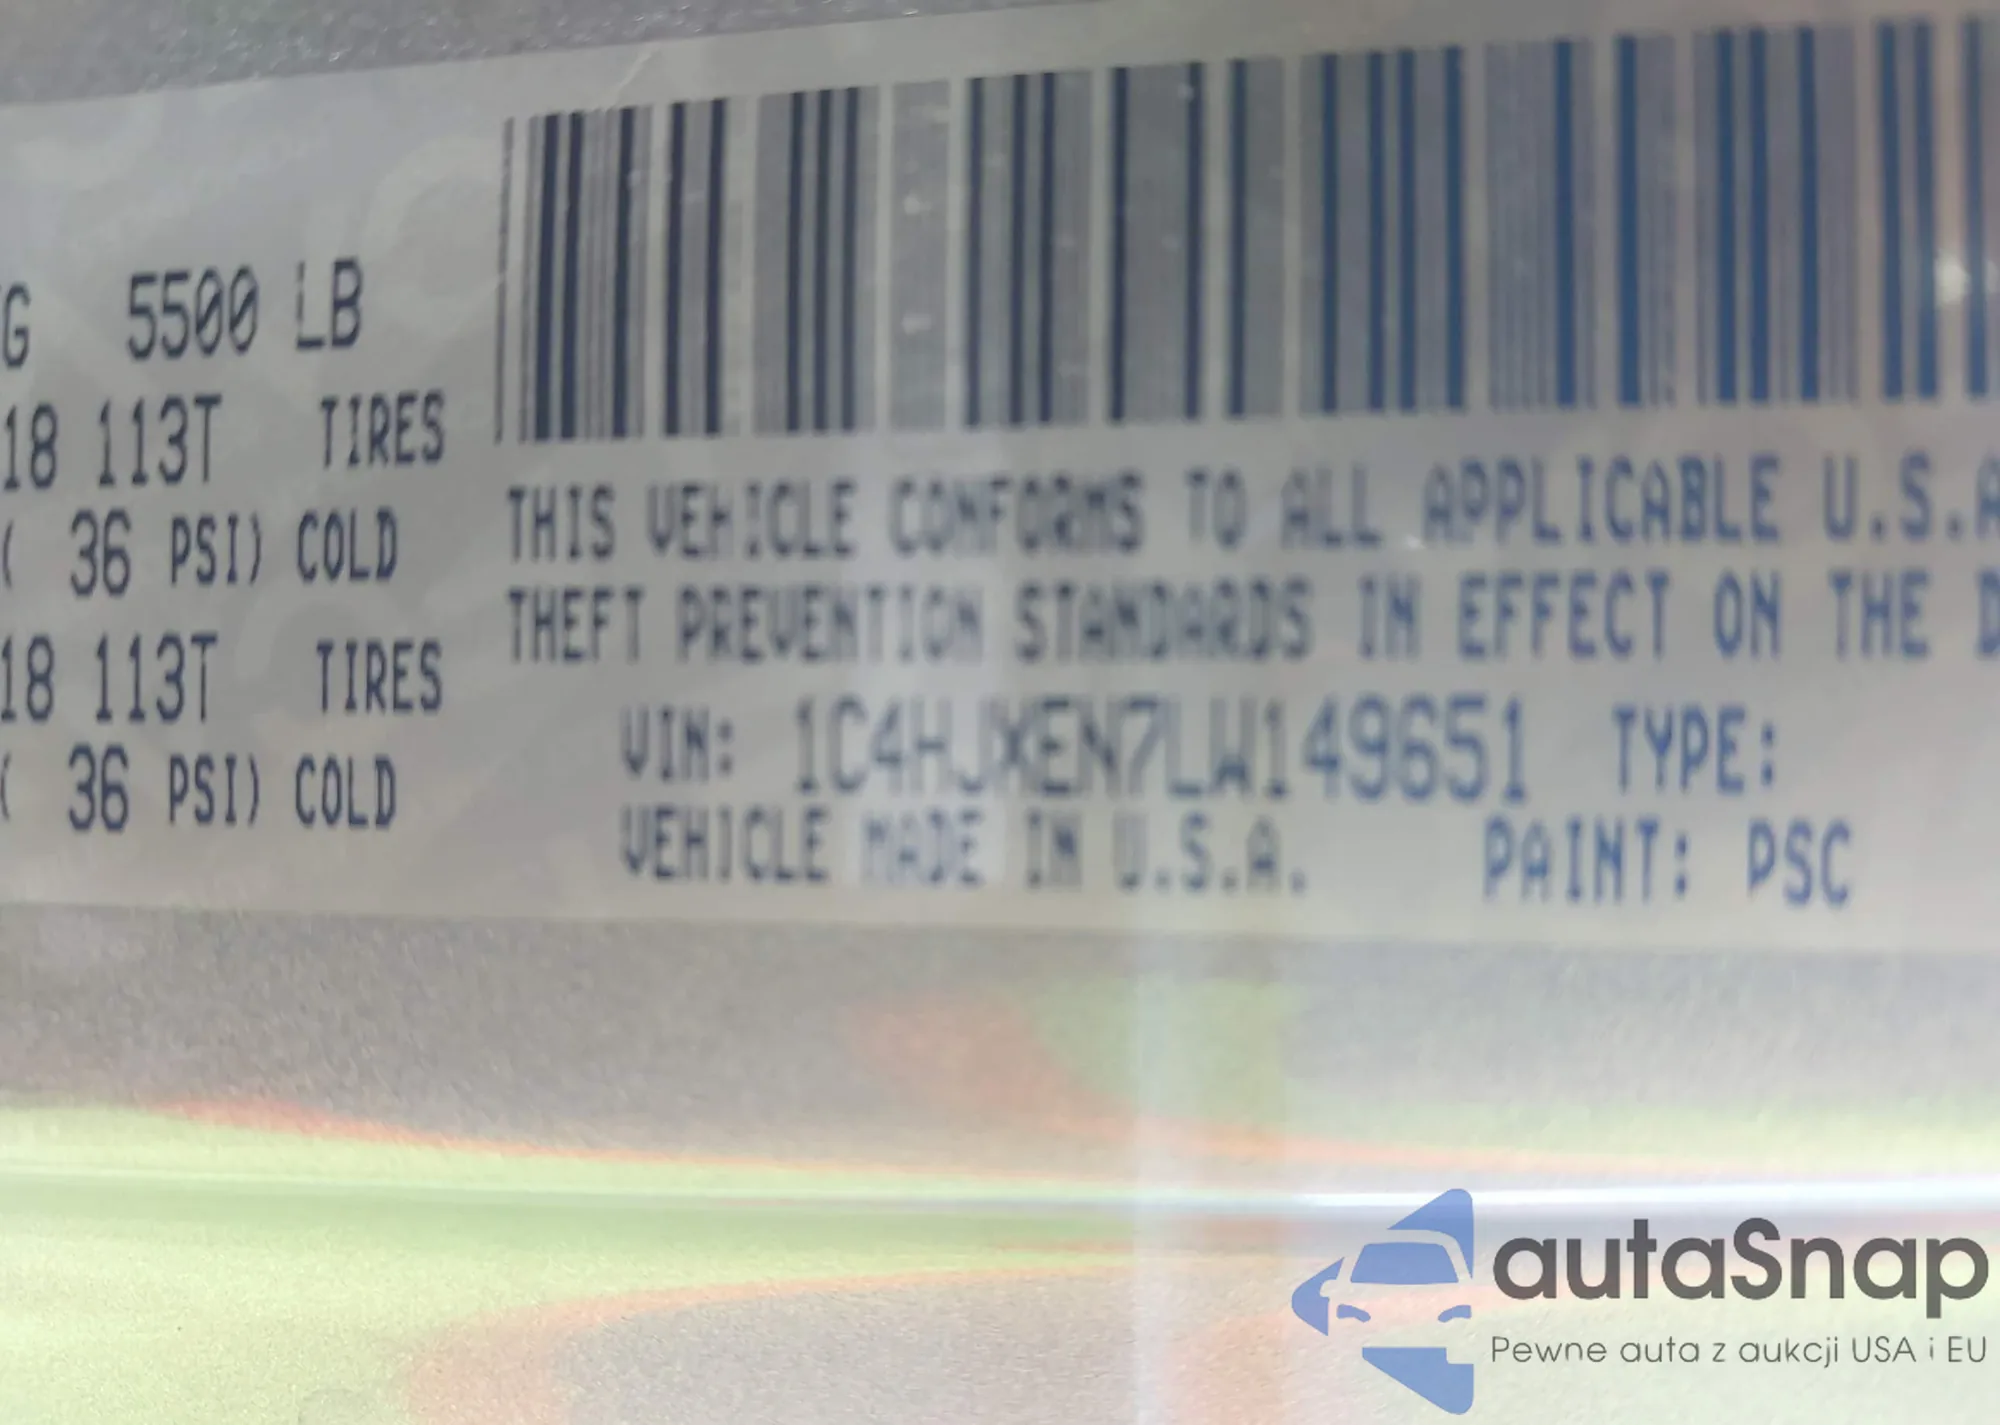 G 5500 LB
18 113T TIRES
( 36 PSI) COLD
18 113T TIRES
( 36 PSI) COLD
THIS VEHICLE CONFORMS TO ALL APPLICABLE U.S.A
THEFT PREVENTION STANDARDS IN EFFECT ON THE D
VIN: 1C4HJXEN7LW149651 TYPE:
VEHICLE MADE IN U.S.A. PAINT: PSC
autaSnap
Pewne auta z aukcji USA i EU